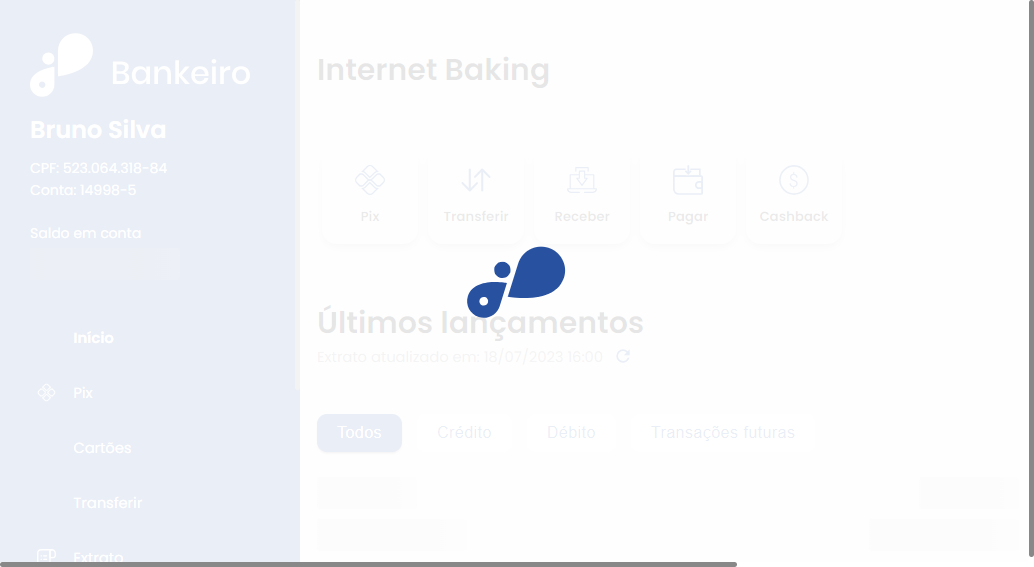 Bankeiro
Bruno Silva
CPF: 523.064.318-84
Conta: 14998-5
Saldo em conta
Início
Pix
Cartões
Transferir
Extrato
Internet Baking
Pix
Transferir
Receber
Pagar
Cashback
Últimos lançamentos
Extrato atualizado em: 18/07/2023 16:00
Todos
Crédito
Débito
Transações futuras